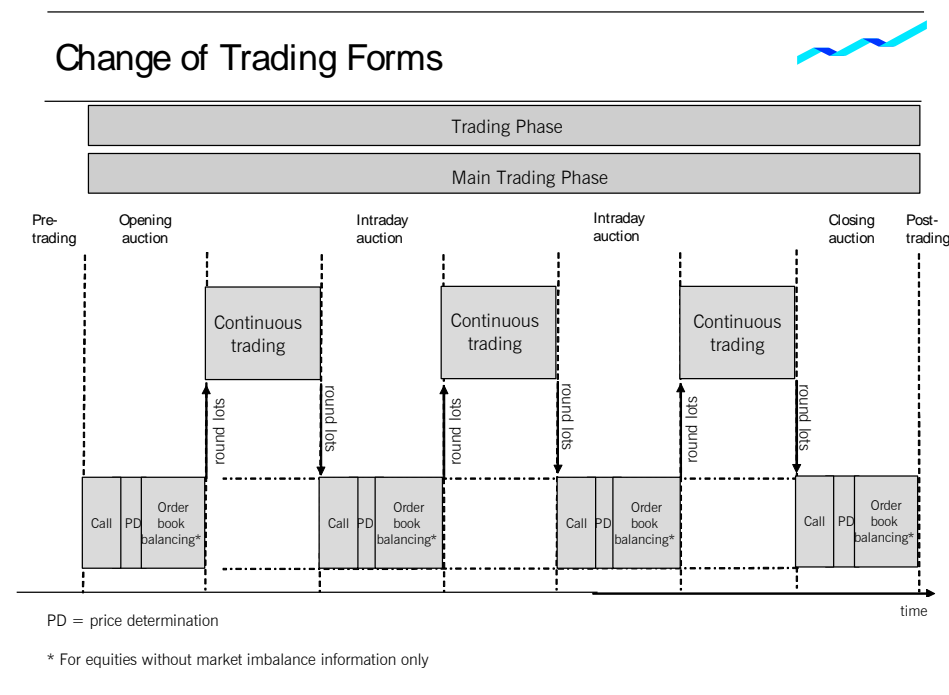 Change of Trading Forms
Trading Phase
Main Trading Phase
Pre-
trading
Opening
auction
Intraday
auction
Intraday
auction
Closing
auction
Post-
trading
Continuous
trading
Continuous
trading
Continuous
trading
round lots
round lots
round lots
round lots
round lots
round lots
Call
PD
Order
book
balancing*
Call
PD
Order
book
balancing*
Call
PD
Order
book
balancing*
Call
PD
Order
book
balancing*
time
PD = price determination
* For equities without market imbalance information only